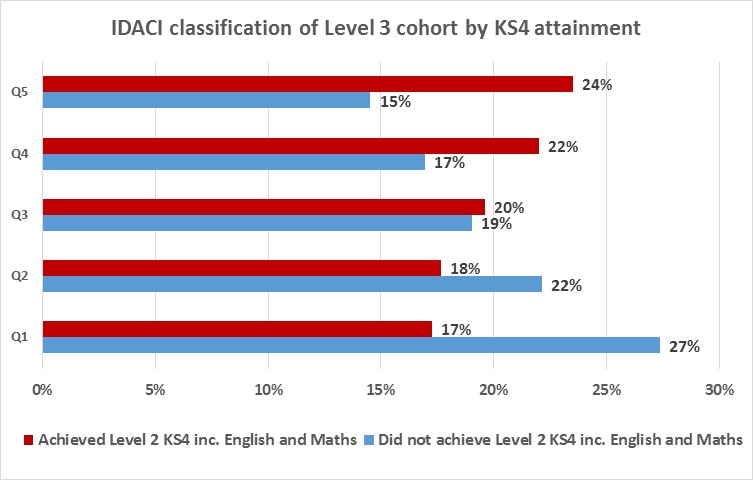 IDACI classification of Level 3 cohort by KS4 attainment
Q5
24%
15%
Q4
22%
17%
Q3
20%
19%
Q2
18%
22%
Q1
17%
27%
0% 5% 10% 15% 20% 25% 30%
Achieved Level 2 KS4 inc. English and Maths Did not achieve Level 2 KS4 inc. English and Maths